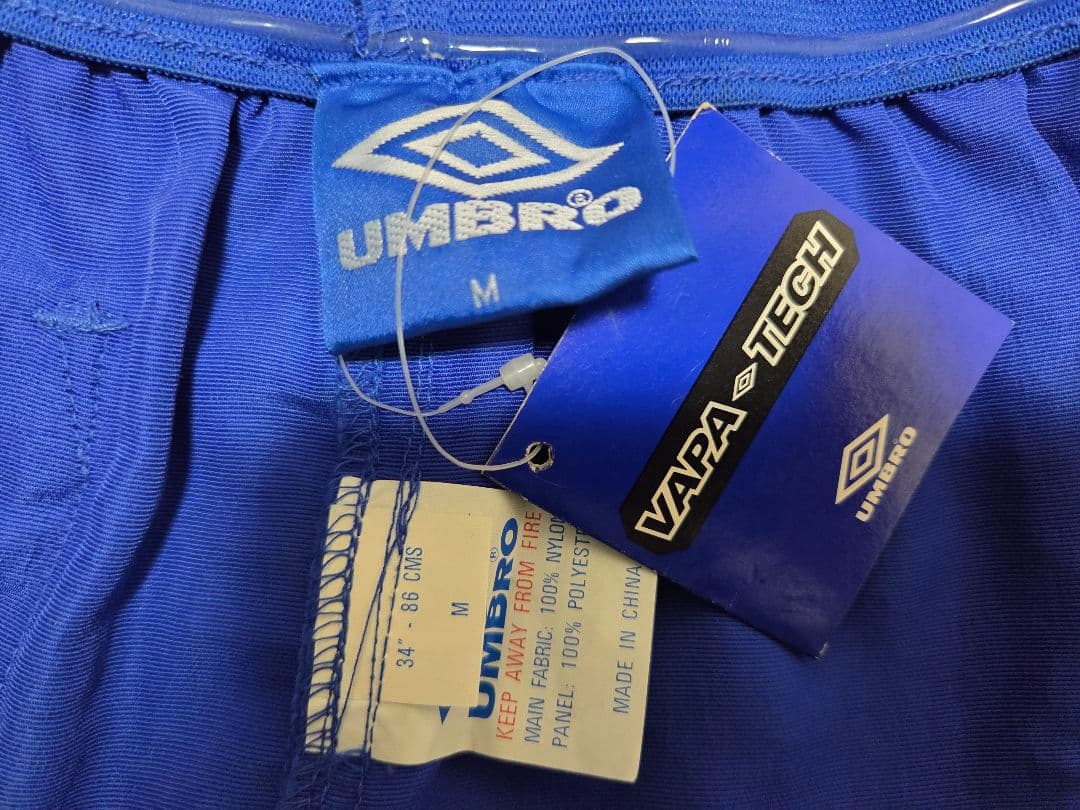 UMBRO®
M
VAPA TECH
UMBRO
34" - 86 CMS
M
UMBRO®
KEEP AWAY FROM FIRE
MAIN FABRIC: 100% NYLON
PANEL: 100% POLYEST
MADE IN CHINA